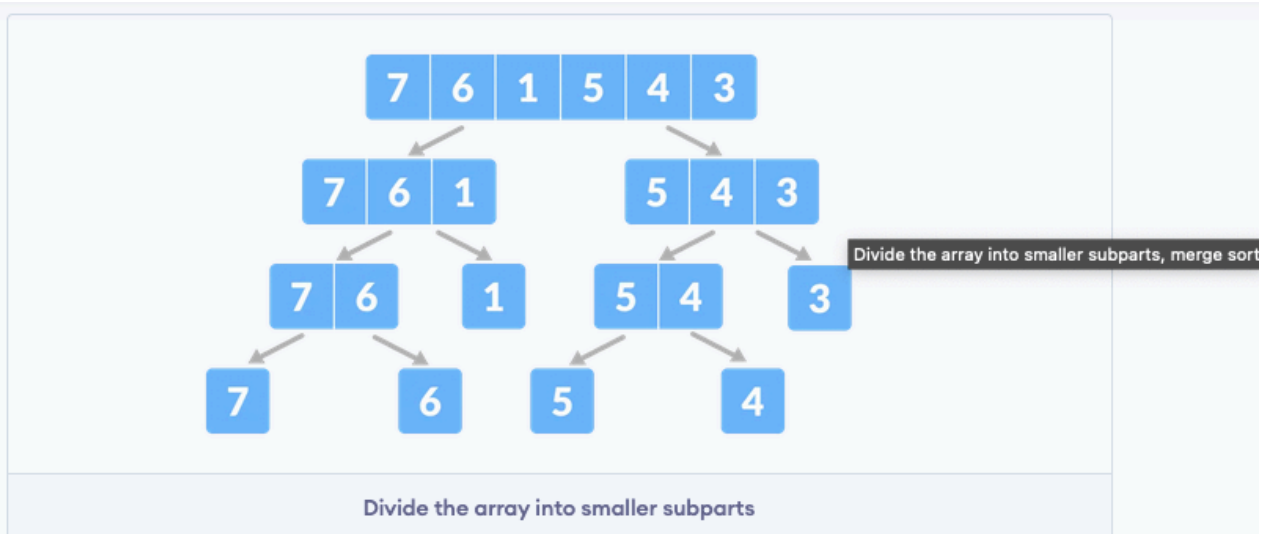 7 6 1 5 4 3
7 6 1 5 4 3
Divide the array into smaller subparts, merge sort
7 6 1 5 4 3
7 6 5 4
Divide the array into smaller subparts